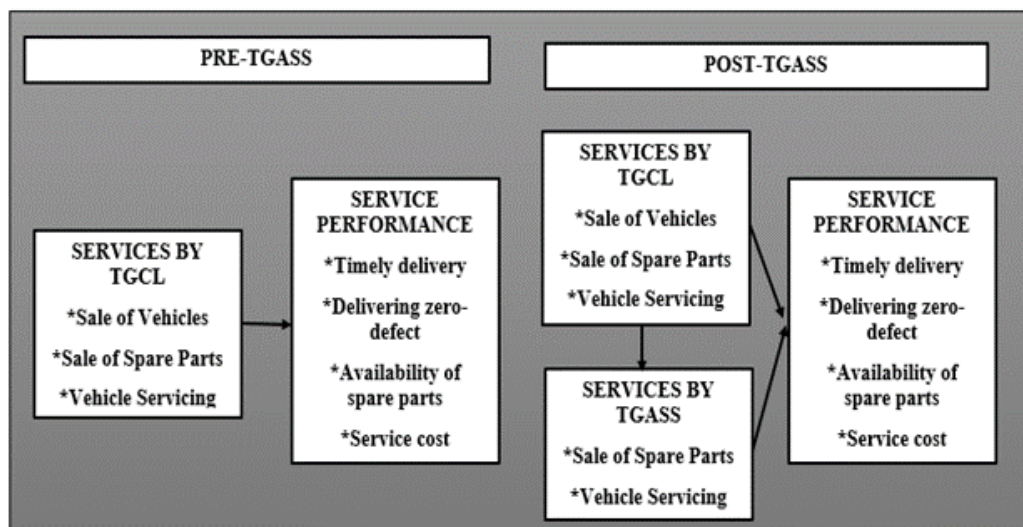 PRE-TGASS
SERVICES BY
TGCL
*Sale of Vehicles
*Sale of Spare Parts
*Vehicle Servicing
SERVICE
PERFORMANCE
*Timely delivery
*Delivering zero-
defect
*Availability of
spare parts
*Service cost
POST-TGASS
SERVICES BY
TGCL
*Sale of Vehicles
*Sale of Spare Parts
*Vehicle Servicing
SERVICES BY
TGASS
*Sale of Spare Parts
*Vehicle Servicing
SERVICE
PERFORMANCE
*Timely delivery
*Delivering zero-
defect
*Availability of
spare parts
*Service cost